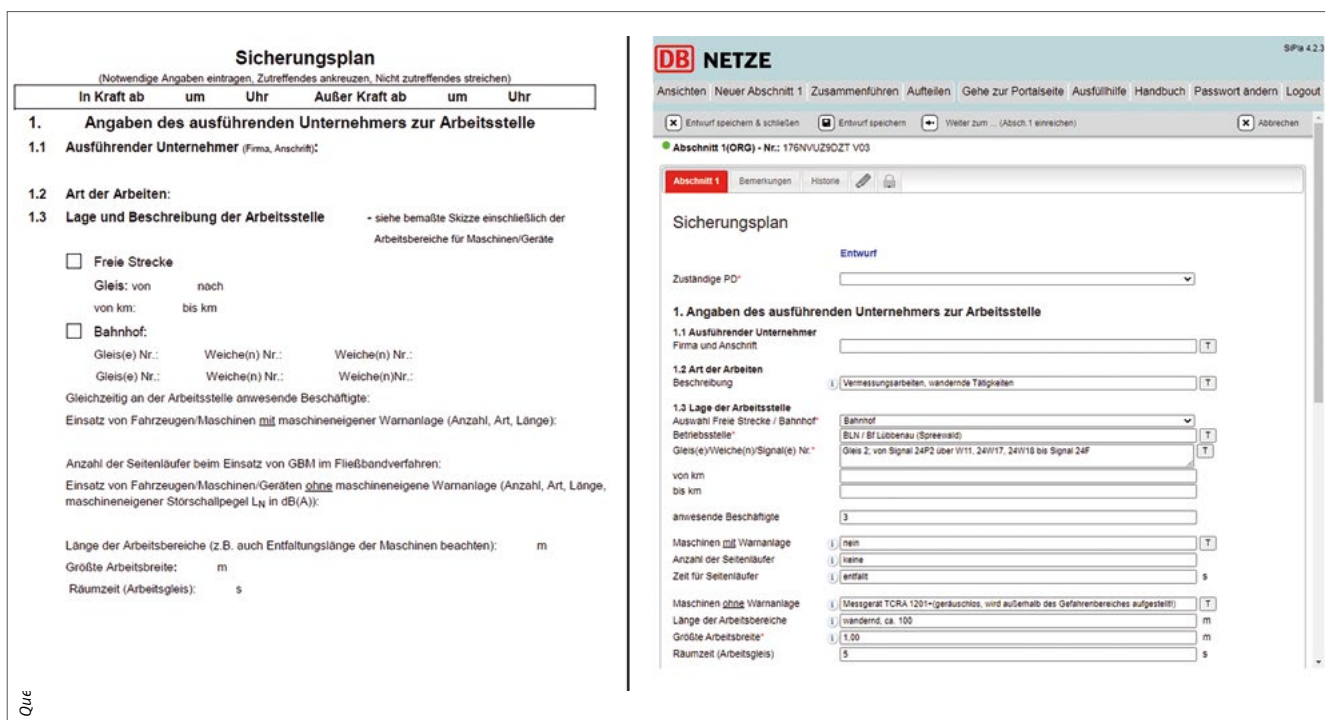 Sicherungsplan
(Notwendige Angaben eintragen, Zutreffendes ankreuzen, Nicht zutreffendes streichen)
In Kraft ab um Uhr Außer Kraft ab um Uhr
1. Angaben des ausführenden Unternehmers zur Arbeitsstelle
1.1 Ausführender Unternehmer (Firma, Anschrift):
1.2 Art der Arbeiten:
1.3 Lage und Beschreibung der Arbeitsstelle - siehe bemaßte Skizze einschließlich der
Arbeitsbereiche für Maschinen/Geräte
Freie Strecke
Gleis: von nach
von km: bis km
Bahnhof:
Gleis(e) Nr.: Weiche(n) Nr.: Weiche(n) Nr.:
Gleis(e) Nr.: Weiche(n) Nr.: Weiche(n)Nr.:
Gleichzeitig an der Arbeitsstelle anwesende Beschäftigte:
Einsatz von Fahrzeugen/Maschinen mit maschineneigener Warnanlage (Anzahl, Art, Länge):
Anzahl der Seitenläufer beim Einsatz von GBM im Fließbandverfahren:
Einsatz von Fahrzeugen/Maschinen/Geräten ohne maschineneigene Warnanlage (Anzahl, Art, Länge,
maschineneigener Störschallpegel LN in dB(A)):
Länge der Arbeitsbereiche (z.B. auch Entfaltungslänge der Maschinen beachten): m
Größte Arbeitsbreite: m
Räumzeit (Arbeitsgleis): s
Que
DB NETZE
SiPla 4.2.3
Ansichten Neuer Abschnitt 1 Zusammenführen Aufteilen Gehe zur Portalseite Ausfüllhilfe Handbuch Passwort ändern Logout
Entwurf speichern & schließen Entwurf speichern Weiter zum ... (Absch.1 einreichen) Abbrechen
Abschnitt 1(ORG) - Nr.: 176NVUZ9DZT V03
Abschnitt 1 Bemerkungen Historie
Sicherungsplan
Entwurf
Zuständige PD*
1. Angaben des ausführenden Unternehmers zur Arbeitsstelle
1.1 Ausführender Unternehmer
Firma und Anschrift T
1.2 Art der Arbeiten
Beschreibung i Vermessungsarbeiten, wandernde Tätigkeiten T
1.3 Lage der Arbeitsstelle
Auswahl Freie Strecke / Bahnhof* Bahnhof
Betriebsstelle* BLN / Bf Lübbenau (Spreewald) T
Gleis(e)/Weiche(n)/Signal(e) Nr.* Gleis 2; von Signal 24P2 über W11, 24W17, 24W18 bis Signal 24F T
von km
bis km
anwesende Beschäftigte 3
Maschinen mit Warnanlage i nein T
Anzahl der Seitenläufer i keine
Zeit für Seitenläufer i entfällt s
Maschinen ohne Warnanlage i Messgerät TCRA 1201+(geräuschlos, wird außerhalb des Gefahrenbereiches aufgestellt!) T
Länge der Arbeitsbereiche i wandernd, ca. 100 m
Größte Arbeitsbreite* i 1,00 m
Räumzeit (Arbeitsgleis) 5 s